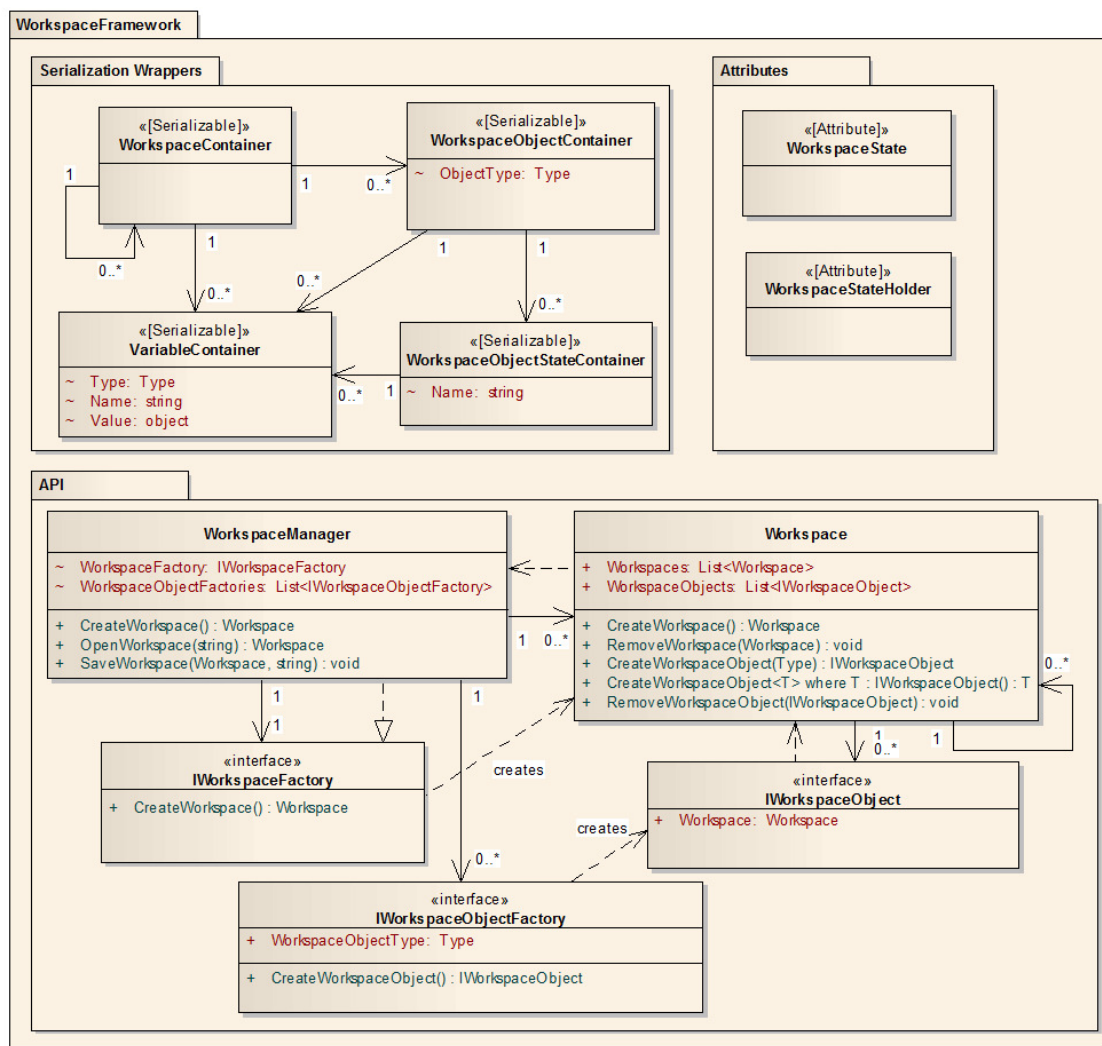 WorkspaceFramework
Serialization Wrappers
«[Serializable]»
WorkspaceContainer
«[Serializable]»
WorkspaceObjectContainer
~ ObjectType: Type
1
0..*
1
0..*
1
0..*
1
0..*
1
0..*
«[Serializable]»
VariableContainer
~ Type: Type
~ Name: string
~ Value: object
«[Serializable]»
WorkspaceObjectStateContainer
~ Name: string
1
0..*
Attributes
«[Attribute]»
WorkspaceState
«[Attribute]»
WorkspaceStateHolder
API
WorkspaceManager
~ WorkspaceFactory: IWorkspaceFactory
~ WorkspaceObjectFactories: List<IWorkspaceObjectFactory>
+ CreateWorkspace() : Workspace
+ OpenWorkspace(string) : Workspace
+ SaveWorkspace(Workspace, string) : void
Workspace
+ Workspaces: List<Workspace>
+ WorkspaceObjects: List<IWorkspaceObject>
+ CreateWorkspace() : Workspace
+ RemoveWorkspace(Workspace) : void
+ CreateWorkspaceObject(Type) : IWorkspaceObject
+ CreateWorkspaceObject<T> where T : IWorkspaceObject() : T
+ RemoveWorkspaceObject(IWorkspaceObject) : void
1
0..*
0..*
1
1
0..*
1
1
1
0..*
«interface»
IWorkspaceFactory
+ CreateWorkspace() : Workspace
creates
«interface»
IWorkspaceObject
+ Workspace: Workspace
creates
«interface»
IWorkspaceObjectFactory
+ WorkspaceObjectType: Type
+ CreateWorkspaceObject() : IWorkspaceObject